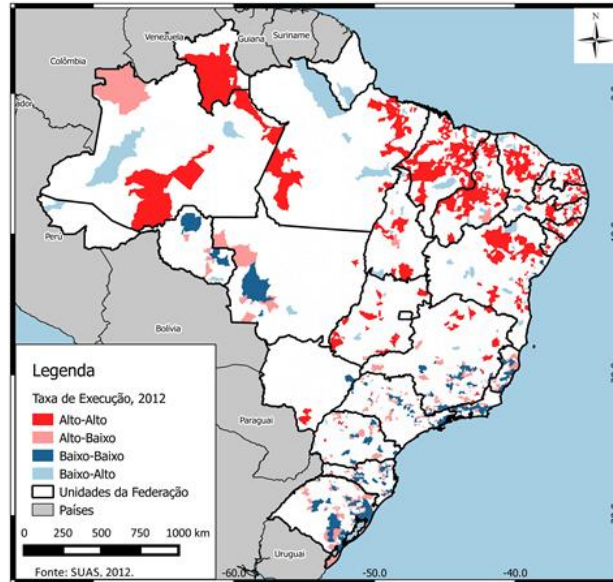 Venezuela
Guiana
Suriname
Colômbia
ador
Peru
Bolívia
Paraguai
Uruguai
N
Legenda
Taxa de Execução, 2012
Alto-Alto
Alto-Baixo
Baixo-Baixo
Baixo-Alto
Unidades da Federação
Países
0 250 500 750 1000 km
Fonte: SUAS, 2012.
-60.0
-50.0
-40.0